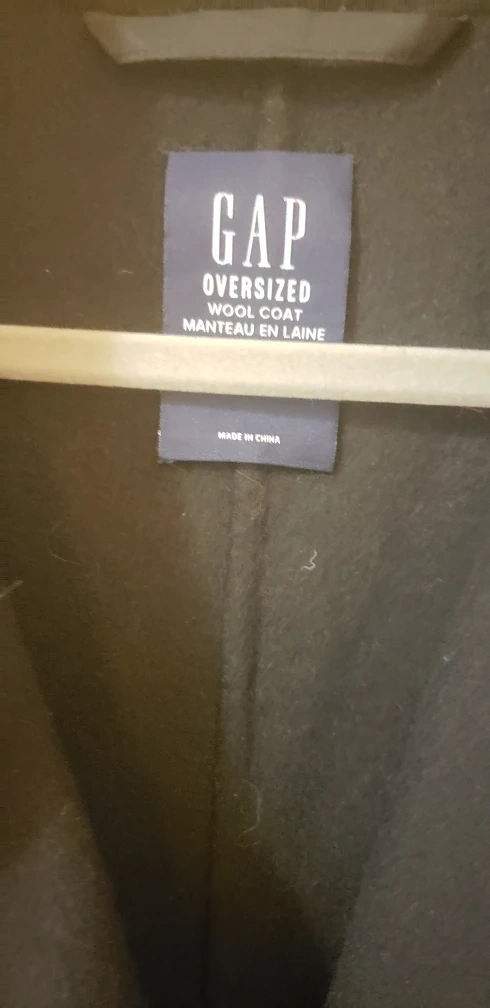 GAP
OVERSIZED
WOOL COAT
MANTEAU EN LAINE
MADE IN CHINA